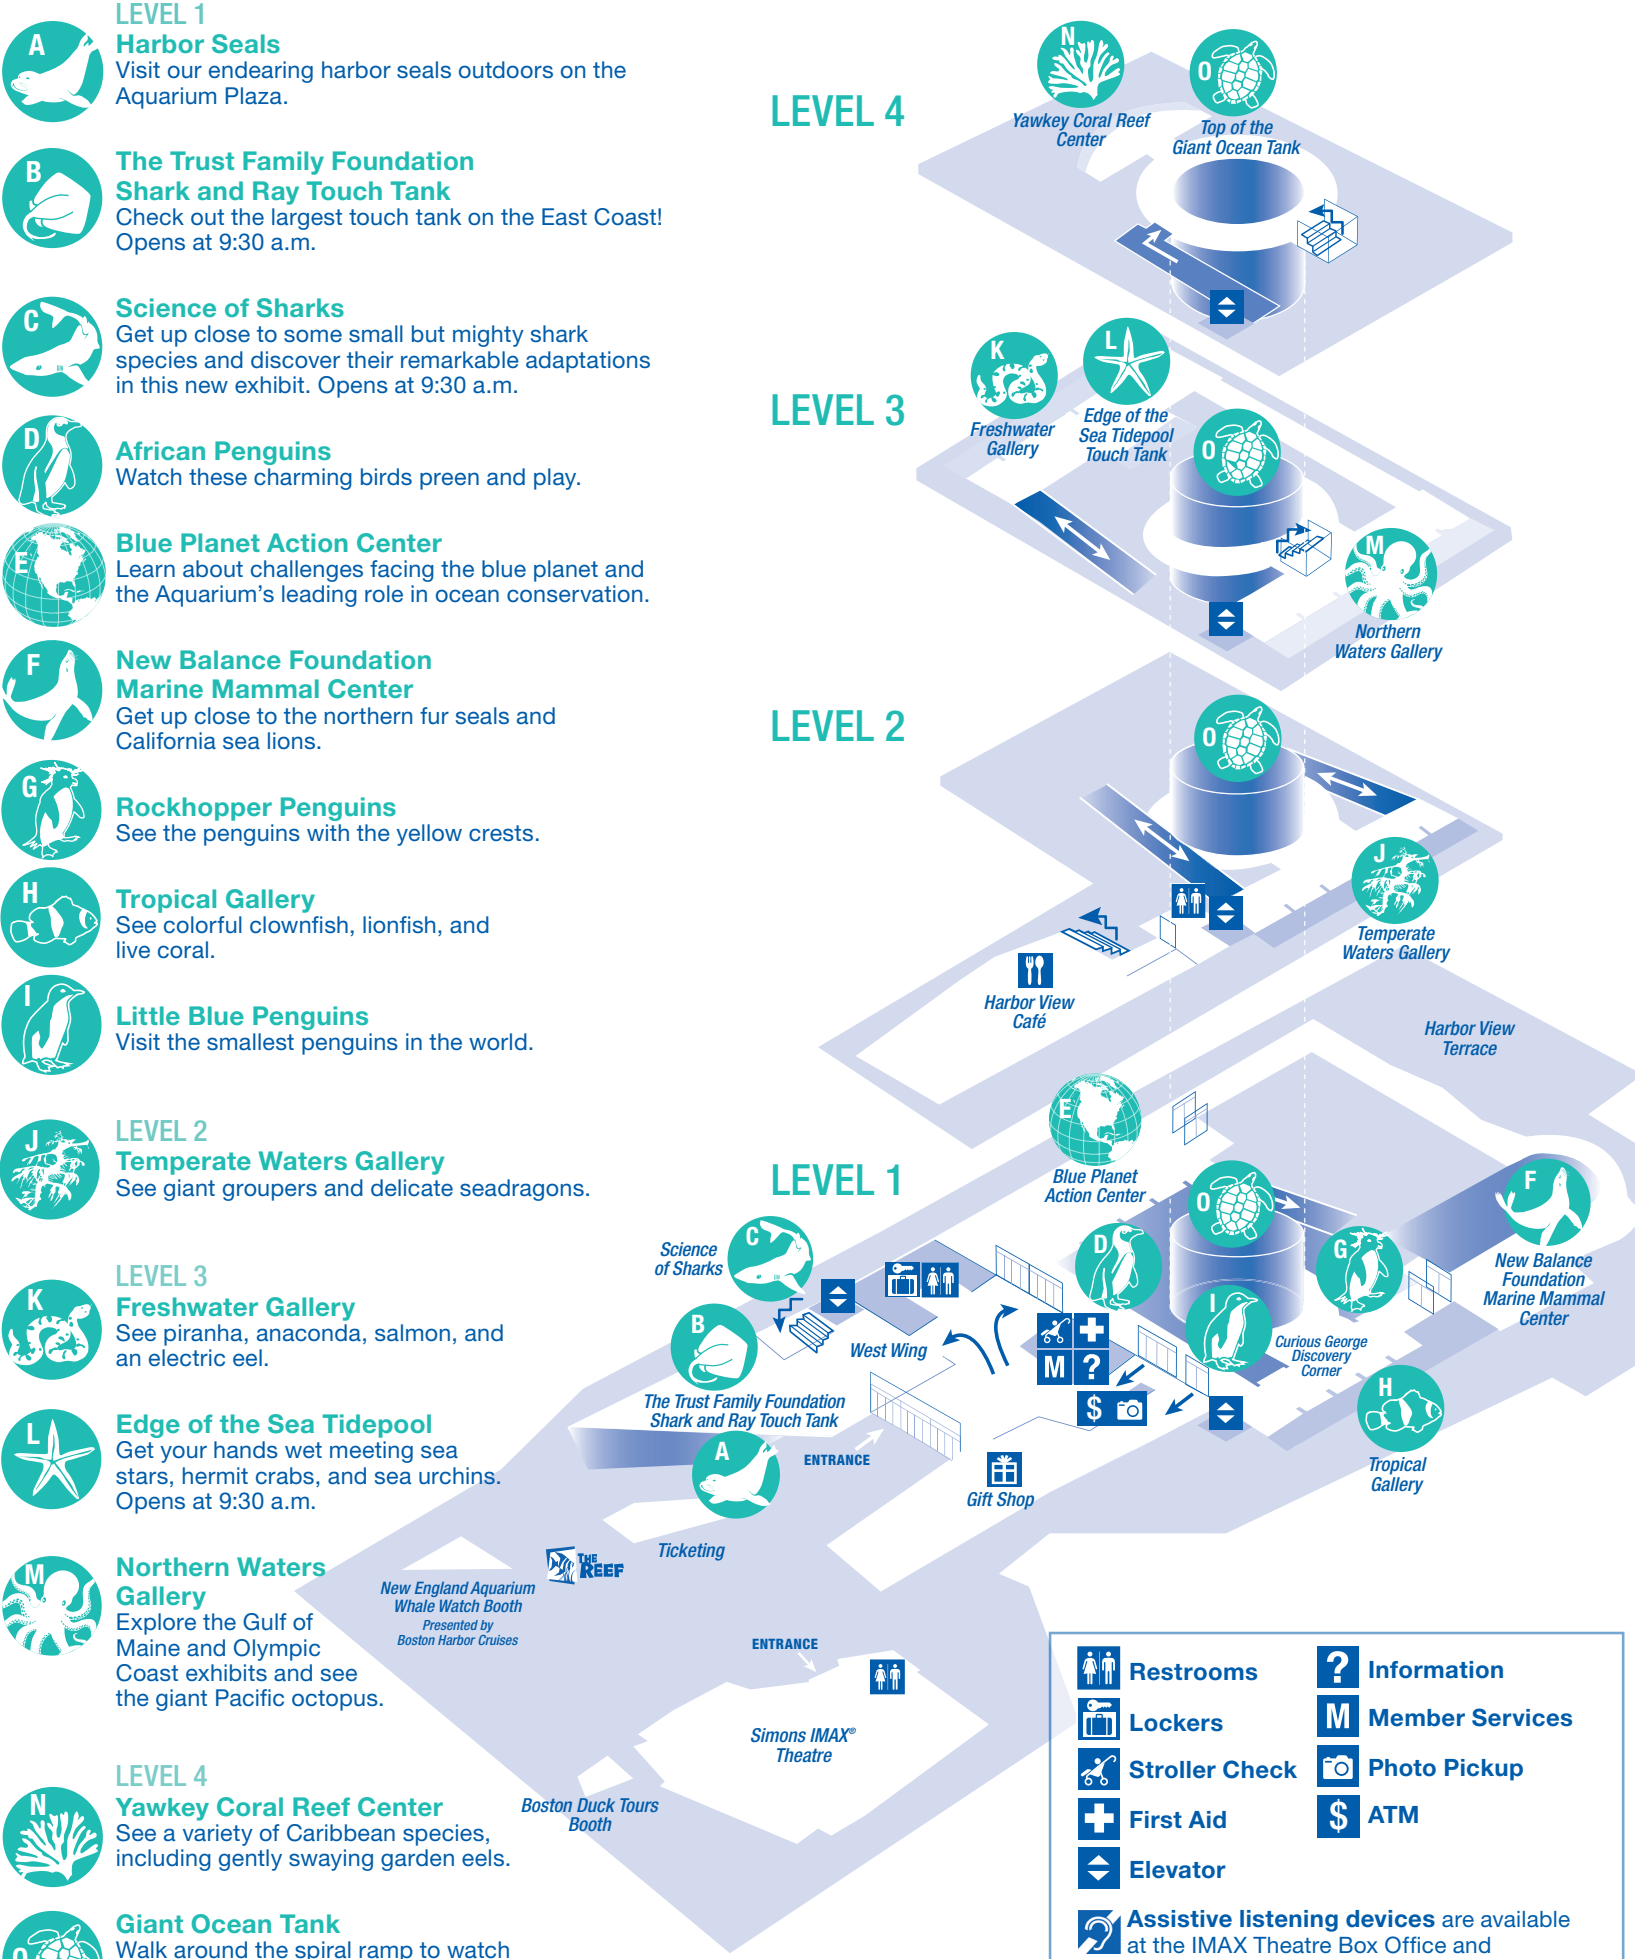 LEVEL 1
A
Harbor Seals
Visit our endearing harbor seals outdoors on the
Aquarium Plaza.
B
The Trust Family Foundation
Shark and Ray Touch Tank
Check out the largest touch tank on the East Coast!
Opens at 9:30 a.m.
C
Science of Sharks
Get up close to some small but mighty shark
species and discover their remarkable adaptations
in this new exhibit. Opens at 9:30 a.m.
D
African Penguins
Watch these charming birds preen and play.
E
Blue Planet Action Center
Learn about challenges facing the blue planet and
the Aquarium's leading role in ocean conservation.
F
New Balance Foundation
Marine Mammal Center
Get up close to the northern fur seals and
California sea lions.
G
Rockhopper Penguins
See the penguins with the yellow crests.
H
Tropical Gallery
See colorful clownfish, lionfish, and
live coral.
I
Little Blue Penguins
Visit the smallest penguins in the world.
LEVEL 2
J
Temperate Waters Gallery
See giant groupers and delicate seadragons.
LEVEL 3
K
Freshwater Gallery
See piranha, anaconda, salmon, and
an electric eel.
L
Edge of the Sea Tidepool
Get your hands wet meeting sea
stars, hermit crabs, and sea urchins.
Opens at 9:30 a.m.
M
Northern Waters
Gallery
Explore the Gulf of
Maine and Olympic
Coast exhibits and see
the giant Pacific octopus.
LEVEL 4
N
Yawkey Coral Reef Center
See a variety of Caribbean species,
including gently swaying garden eels.
O
Giant Ocean Tank
Walk around the spiral ramp to watch
LEVEL 4
N
Yawkey Coral Reef
Center
O
Top of the
Giant Ocean Tank
LEVEL 3
K
Freshwater
Gallery
L
Edge of the
Sea Tidepool
Touch Tank
O
M
Northern
Waters Gallery
LEVEL 2
O
J
Temperate
Waters Gallery
Harbor View
Café
Harbor View
Terrace
LEVEL 1
E
Blue Planet
Action Center
O
F
New Balance
Foundation
Marine Mammal
Center
C
Science
of Sharks
D
G
I
Curious George
Discovery
Corner
B
The Trust Family Foundation
Shark and Ray Touch Tank
West Wing
M ?
$
H
Tropical
Gallery
A
ENTRANCE
Gift Shop
Ticketing
THE
REEF
New England Aquarium
Whale Watch Booth
Presented by
Boston Harbor Cruises
ENTRANCE
Simons IMAX®
Theatre
Boston Duck Tours
Booth
Restrooms
Lockers
Stroller Check
First Aid
Elevator
? Information
M Member Services
Photo Pickup
$ ATM
Assistive listening devices are available
at the IMAX Theatre Box Office and